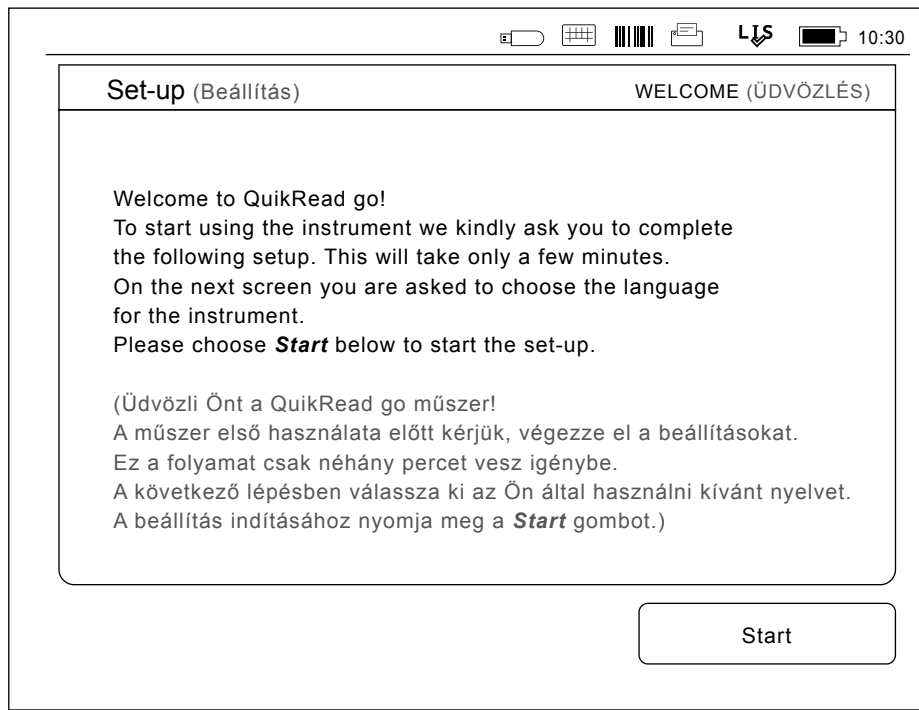 LIS 10:30
Set-up (Beállítás) WELCOME (ÜDVÖZLÉS)
Welcome to QuikRead go!
To start using the instrument we kindly ask you to complete
the following setup. This will take only a few minutes.
On the next screen you are asked to choose the language
for the instrument.
Please choose Start below to start the set-up.
(Üdvözli Önt a QuikRead go műszer!
A műszer első használata előtt kérjük, végezze el a beállításokat.
Ez a folyamat csak néhány percet vesz igénybe.
A következő lépésben válassza ki az Ön által használni kívánt nyelvet.
A beállítás indításához nyomja meg a Start gombot.)
Start